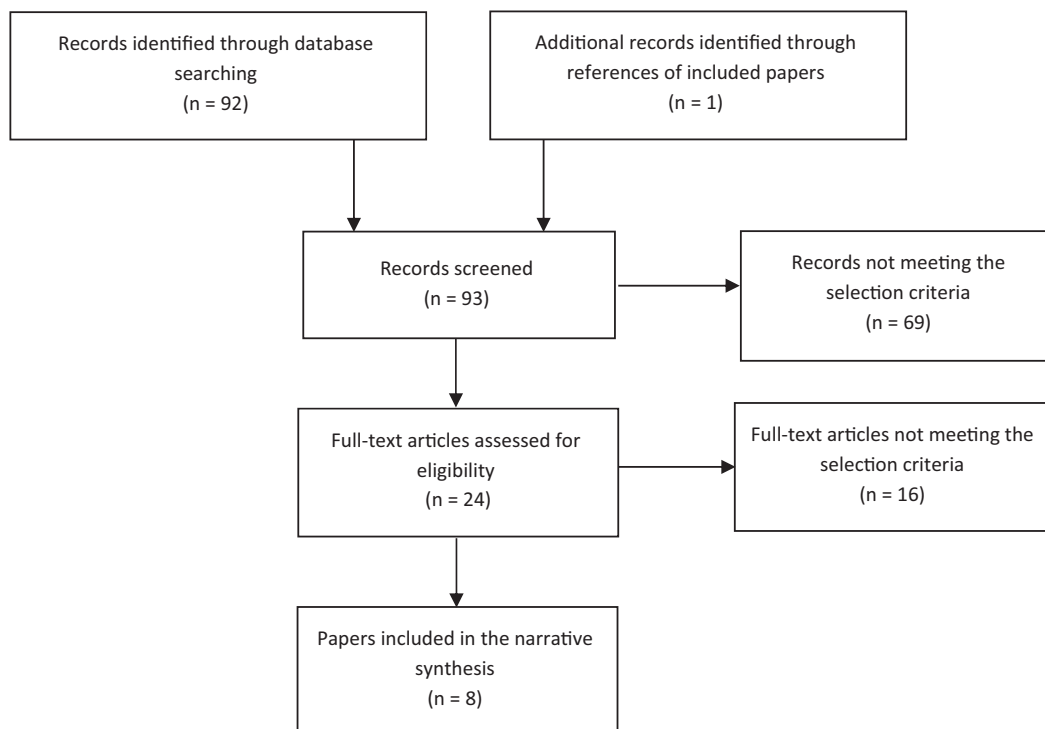 Records identified through database
searching
(n = 92)
Additional records identified through
references of included papers
(n = 1)
Records screened
(n = 93)
Records not meeting the
selection criteria
(n = 69)
Full-text articles assessed for
eligibility
(n = 24)
Full-text articles not meeting the
selection criteria
(n = 16)
Papers included in the narrative
synthesis
(n = 8)